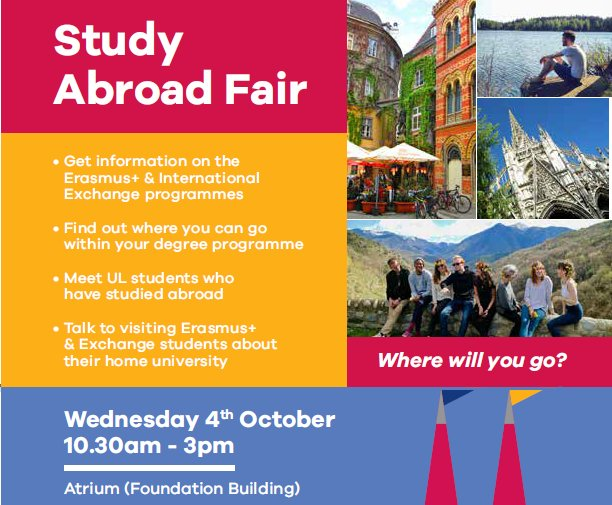 Study
Abroad Fair
• Get information on the
Erasmus+ & International
Exchange programmes
• Find out where you can go
within your degree programme
• Meet UL students who
have studied abroad
• Talk to visiting Erasmus+
& Exchange students about
their home university
Where will you go?
Wednesday 4th October
10.30am - 3pm
Atrium (Foundation Building)